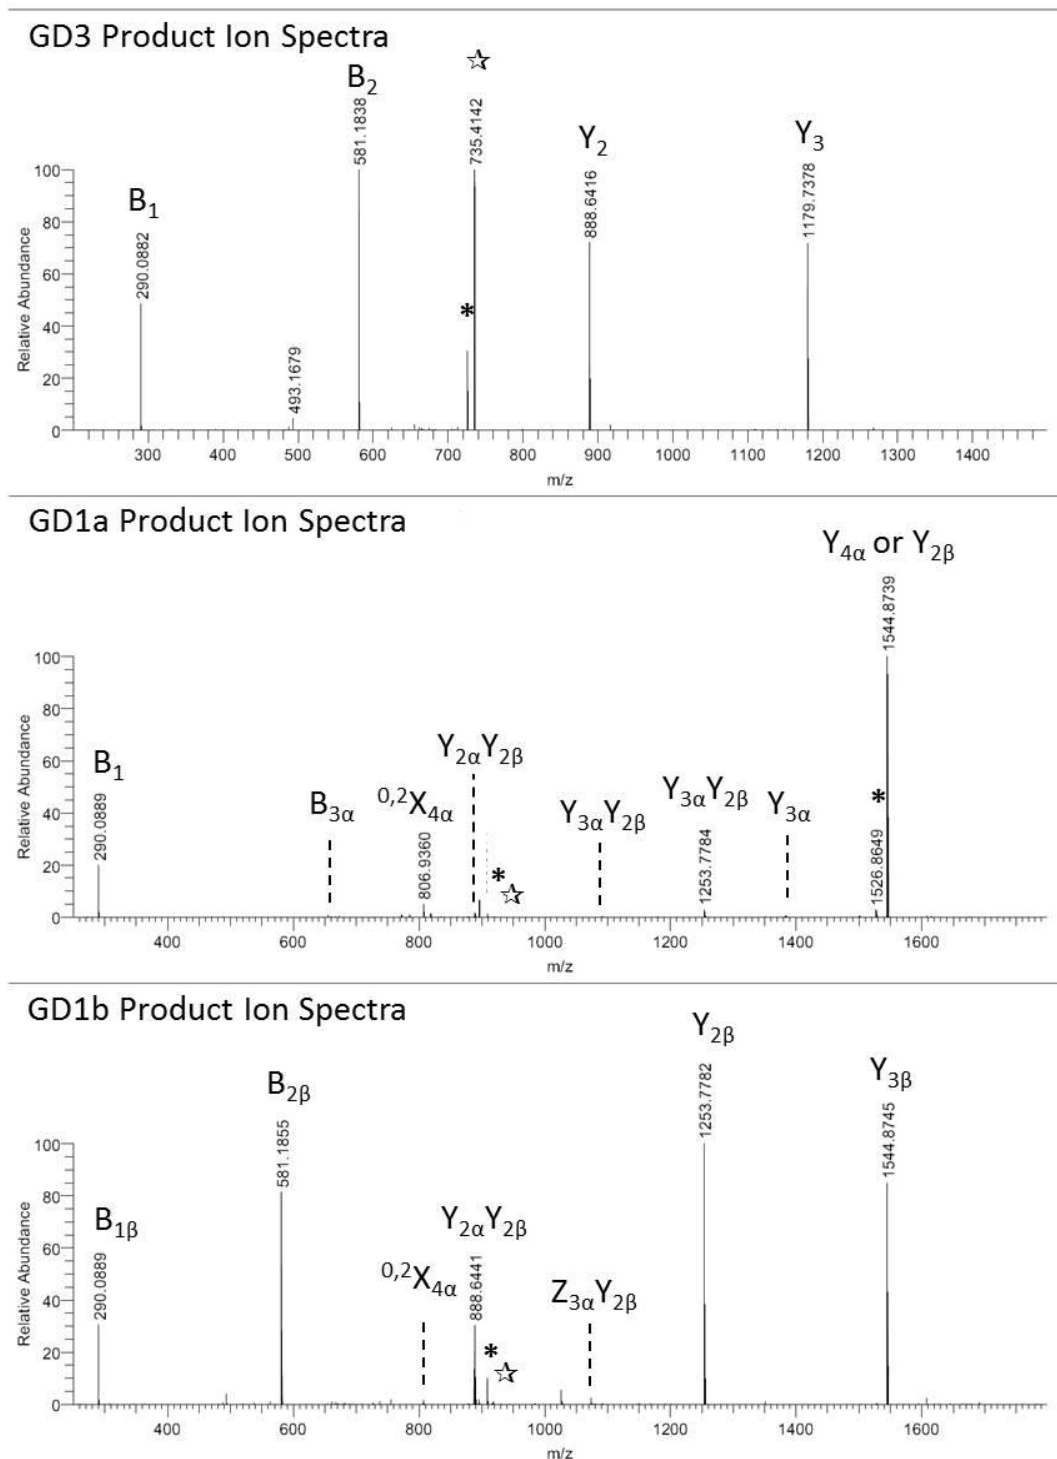 GD3 Product Ion Spectra
☆
B₂
Y₂
Y₃
B₁
*
581.1838
735.4142
888.6416
1179.7378
290.0882
493.1679
Relative Abundance
100
80
60
40
20
0
300 400 500 600 700 800 900 1000 1100 1200 1300 1400
m/z
GD1a Product Ion Spectra
Y₄α or Y₂β
1544.8739
B₁
Y₂αY₂β
B₃α
⁰,²X₄α
Y₃αY₂β
Y₃αY₂β
Y₃α
*
290.0889
806.9360
* ☆
1253.7784
1526.8649
Relative Abundance
100
80
60
40
20
0
400 600 800 1000 1200 1400 1600
m/z
GD1b Product Ion Spectra
Y₂β
B₂β
Y₃β
1253.7782
581.1855
1544.8745
B₁β
Y₂αY₂β
⁰,²X₄α
Z₃αY₂β
290.0889
888.6441
* ☆
Relative Abundance
100
80
60
40
20
0
400 600 800 1000 1200 1400 1600
m/z